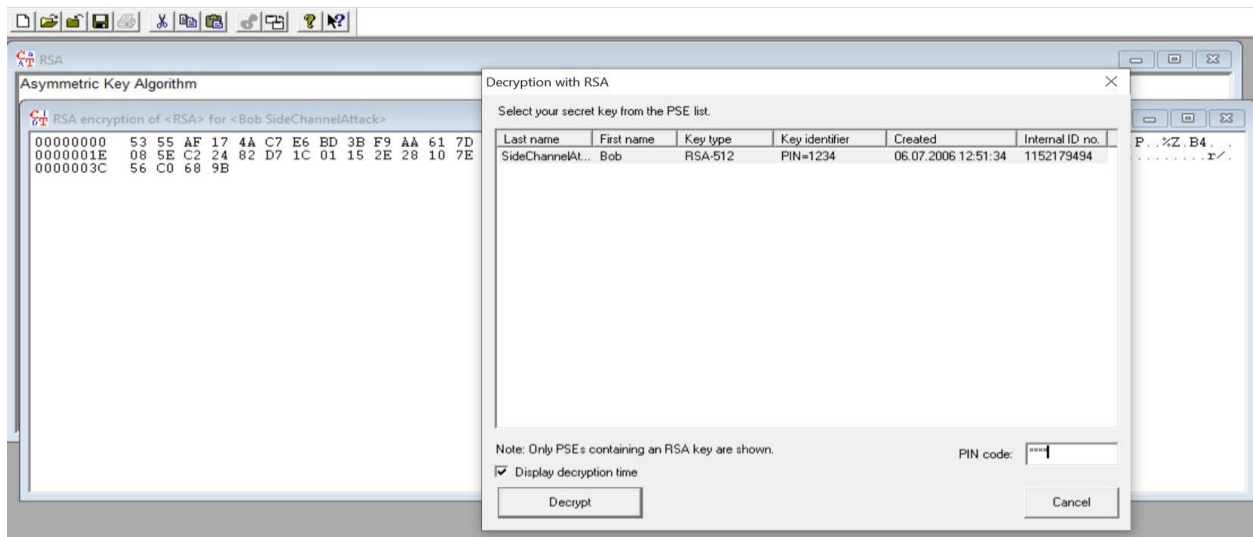 RSA
Asymmetric Key Algorithm
RSA encryption of <RSA> for <Bob SideChannelAttack>
00000000 53 55 AF 17 4A C7 E6 BD 3B F9 AA 61 7D
0000001E 08 5E C2 24 82 D7 1C 01 15 2E 28 10 7E
0000003C 56 C0 68 9B
P..%Z.B4. .
.........r/.
Decryption with RSA
Select your secret key from the PSE list.
Last name First name Key type Key identifier Created Internal ID no.
SideChannelAt... Bob RSA-512 PIN=1234 06.07.2006 12:51:34 1152179494
Note: Only PSEs containing an RSA key are shown.
PIN code: ****
Display decryption time
Decrypt Cancel